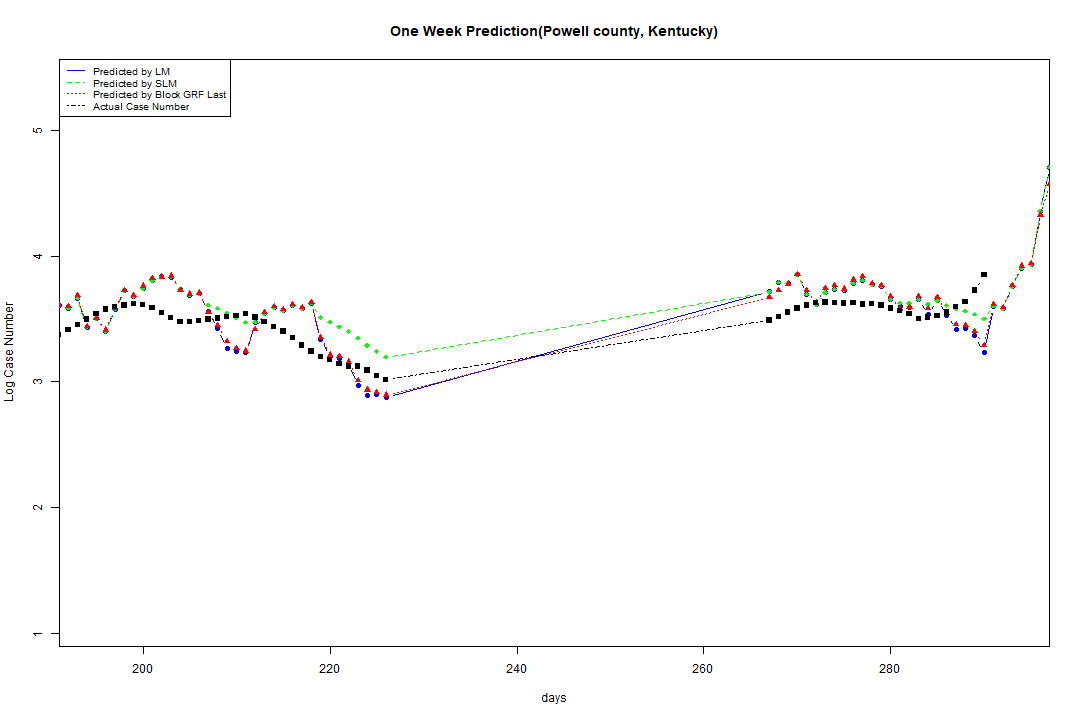 One Week Prediction(Powell county, Kentucky)
Predicted by LM
Predicted by SLM
Predicted by Block GRF Last
Actual Case Number
5
4
3
2
1
Log Case Number
200 220 240 260 280
days